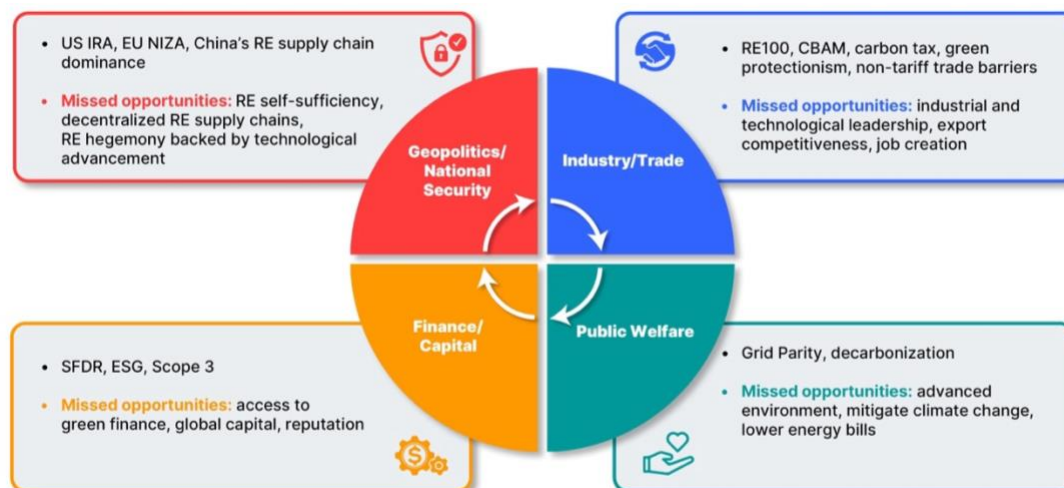 • US IRA, EU NIZA, China's RE supply chain
dominance
• Missed opportunities: RE self-sufficiency,
decentralized RE supply chains,
RE hegemony backed by technological
advancement
• RE100, CBAM, carbon tax, green
protectionism, non-tariff trade barriers
• Missed opportunities: industrial and
technological leadership, export
competitiveness, job creation
Geopolitics/
National
Security
Industry/Trade
Finance/
Capital
Public Welfare
• SFDR, ESG, Scope 3
• Missed opportunities: access to
green finance, global capital, reputation
$
• Grid Parity, decarbonization
• Missed opportunities: advanced
environment, mitigate climate change,
lower energy bills